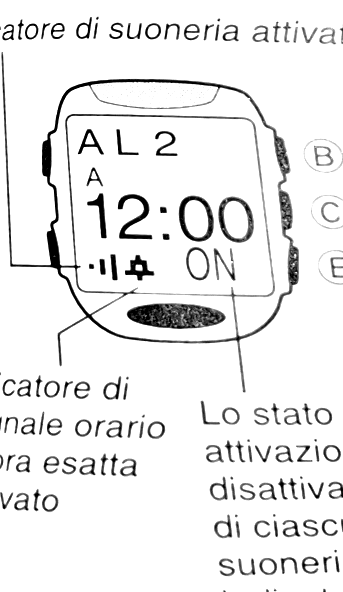 catore di suoneria attivat
AL2
A
12:00
ON
B
C
E
catore di
nale orario
ora esatta
vato
Lo stato
attivazio
disattiva
di ciascu
suoneri